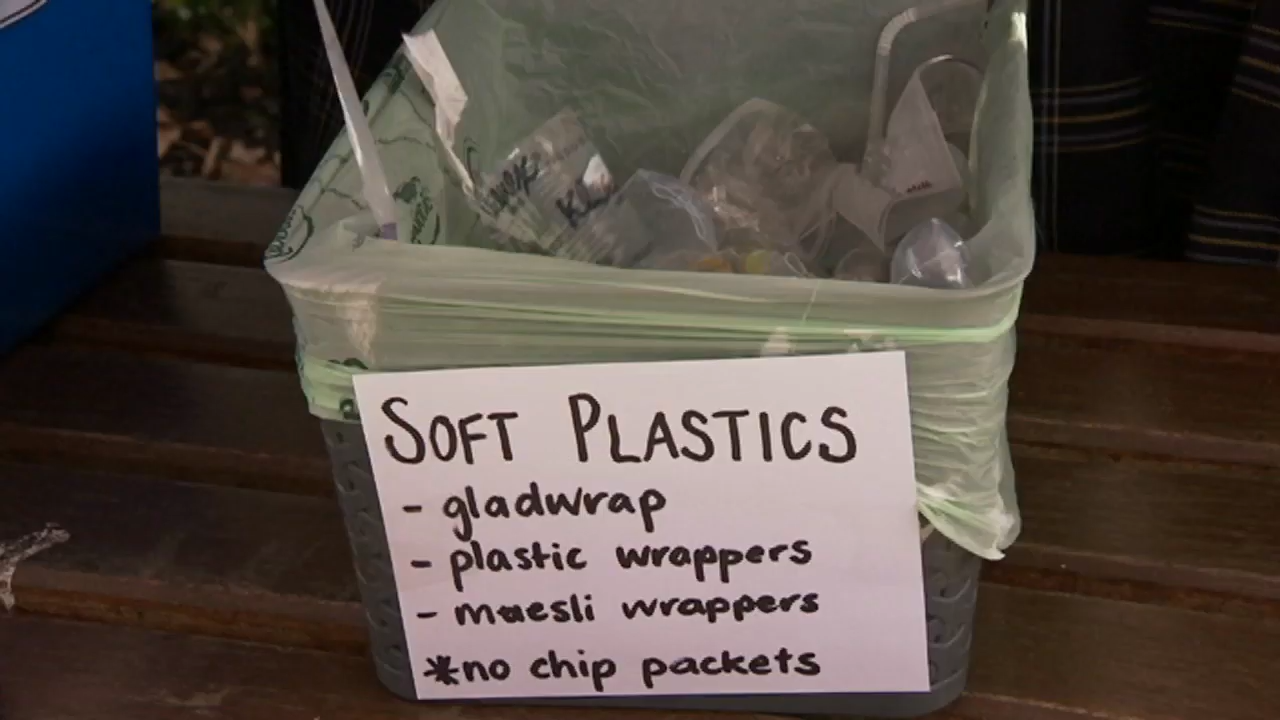 SOFT PLASTICS
- gladwrap
- plastic wrappers
- muesli wrappers
*no chip packets